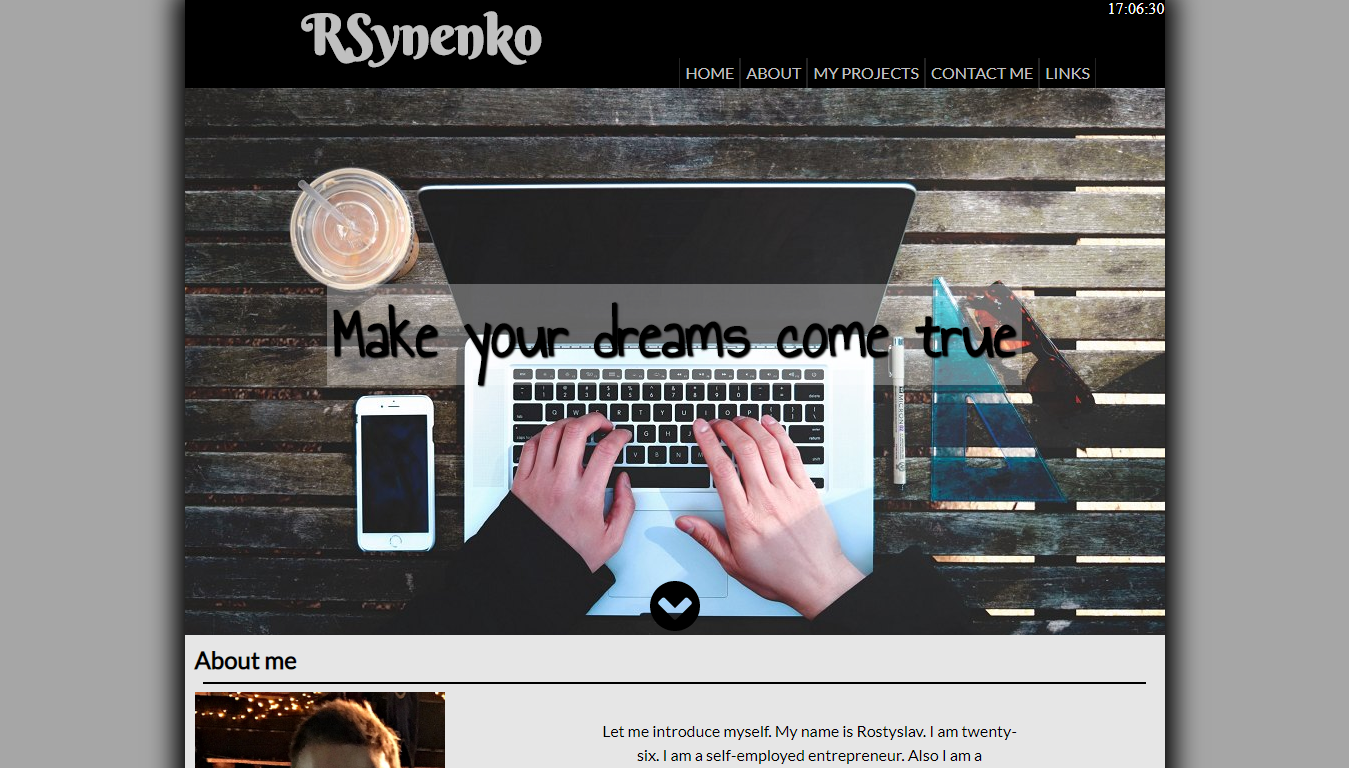 RSynenko
17:06:30
HOME
ABOUT
MY PROJECTS
CONTACT ME
LINKS
Make your dreams come true
About me
Let me introduce myself. My name is Rostyslav. I am twenty-
six. I am a self-employed entrepreneur. Also I am a